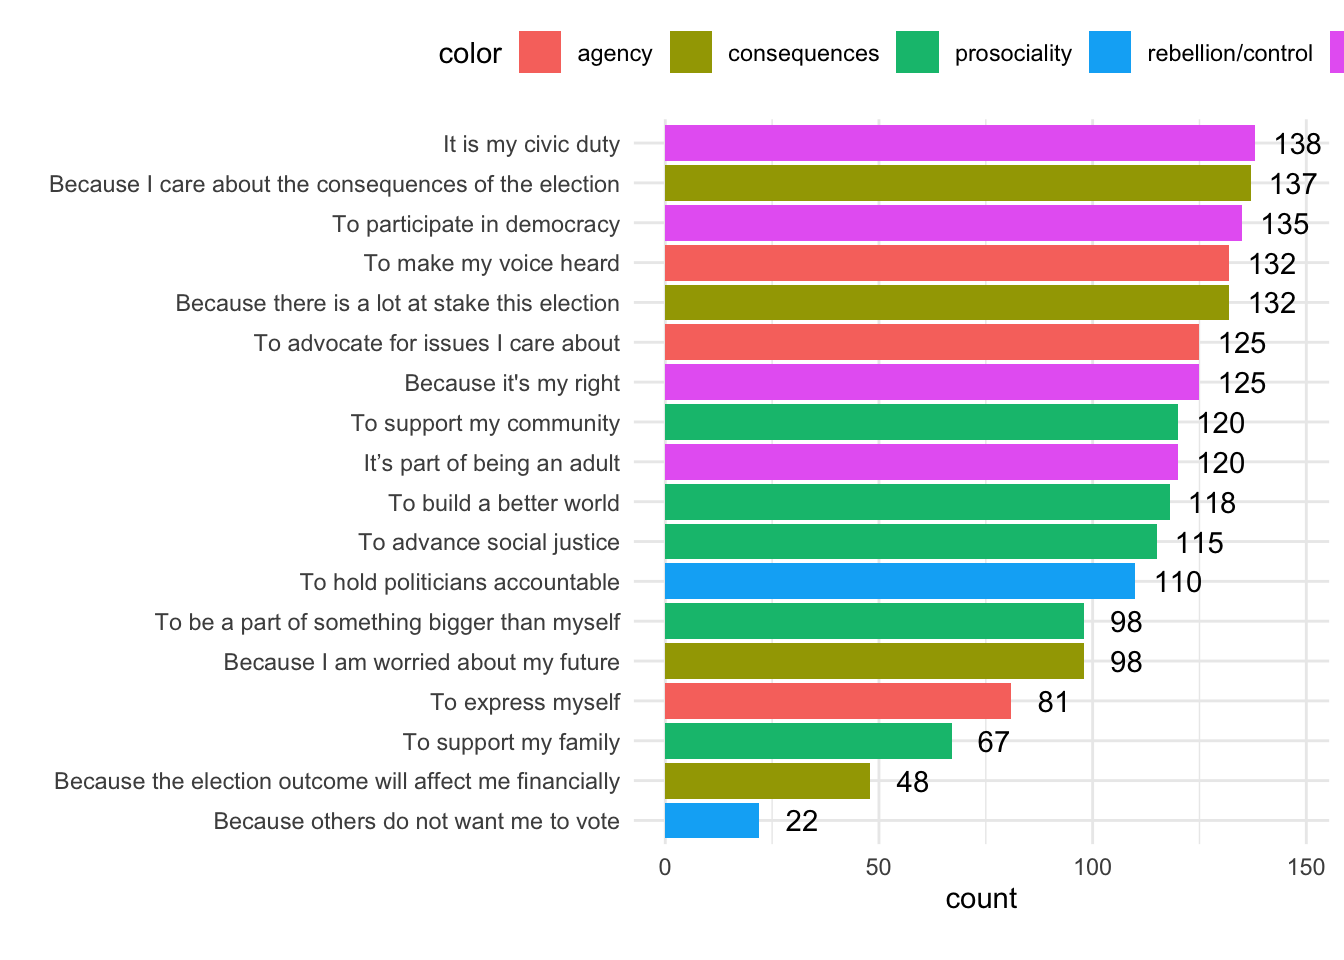 color agency consequences prosociality rebellion/control
It is my civic duty 138
Because I care about the consequences of the election 137
To participate in democracy 135
To make my voice heard 132
Because there is a lot at stake this election 132
To advocate for issues I care about 125
Because it's my right 125
To support my community 120
It’s part of being an adult 120
To build a better world 118
To advance social justice 115
To hold politicians accountable 110
To be a part of something bigger than myself 98
Because I am worried about my future 98
To express myself 81
To support my family 67
Because the election outcome will affect me financially 48
Because others do not want me to vote 22
0 50 100 150
count